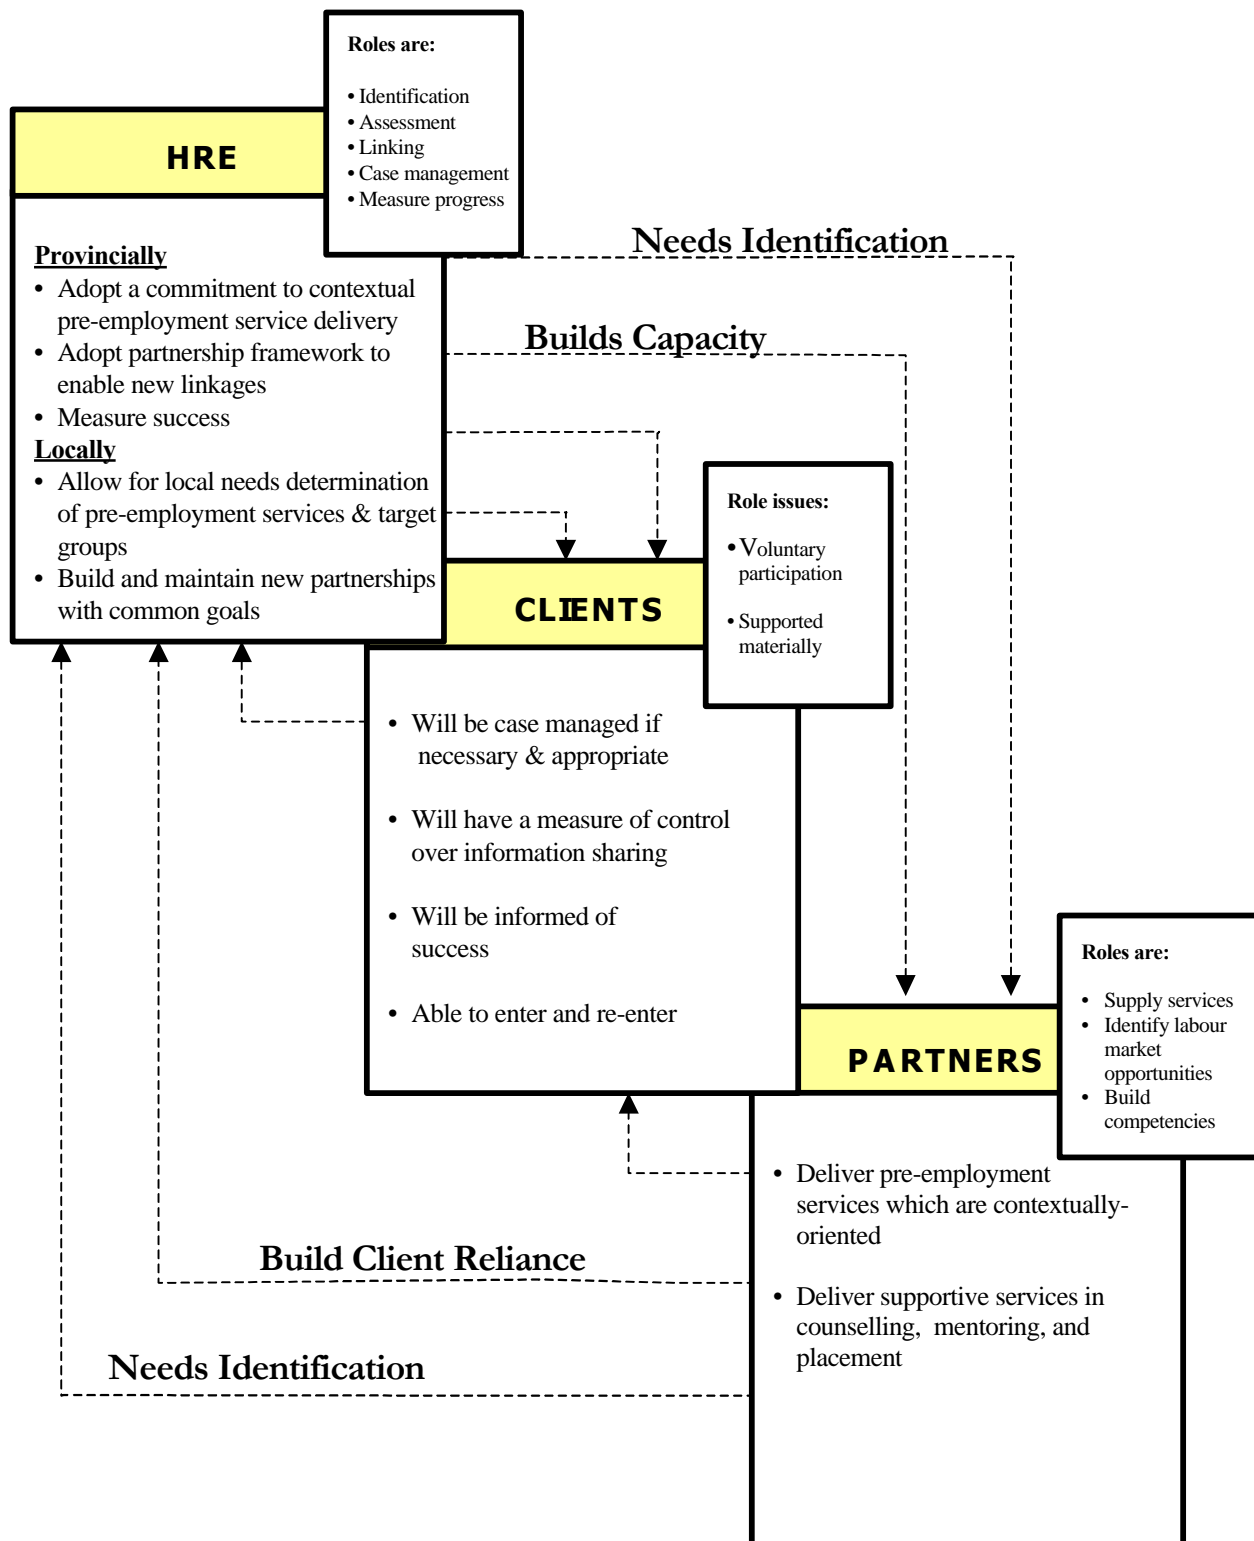 Roles are:
• Identification
• Assessment
• Linking
• Case management
• Measure progress
HRE
Provincially
• Adopt a commitment to contextual
pre-employment service delivery
• Adopt partnership framework to
enable new linkages
• Measure success
Locally
• Allow for local needs determination
of pre-employment services & target
groups
• Build and maintain new partnerships
with common goals
Needs Identification
Builds Capacity
Role issues:
• Voluntary
participation
• Supported
materially
CLIENTS
• Will be case managed if
necessary & appropriate
• Will have a measure of control
over information sharing
• Will be informed of
success
• Able to enter and re-enter
Roles are:
• Supply services
• Identify labour
market
opportunities
• Build
competencies
PARTNERS
• Deliver pre-employment
services which are contextually-
oriented
• Deliver supportive services in
counselling, mentoring, and
placement
Build Client Reliance
Needs Identification